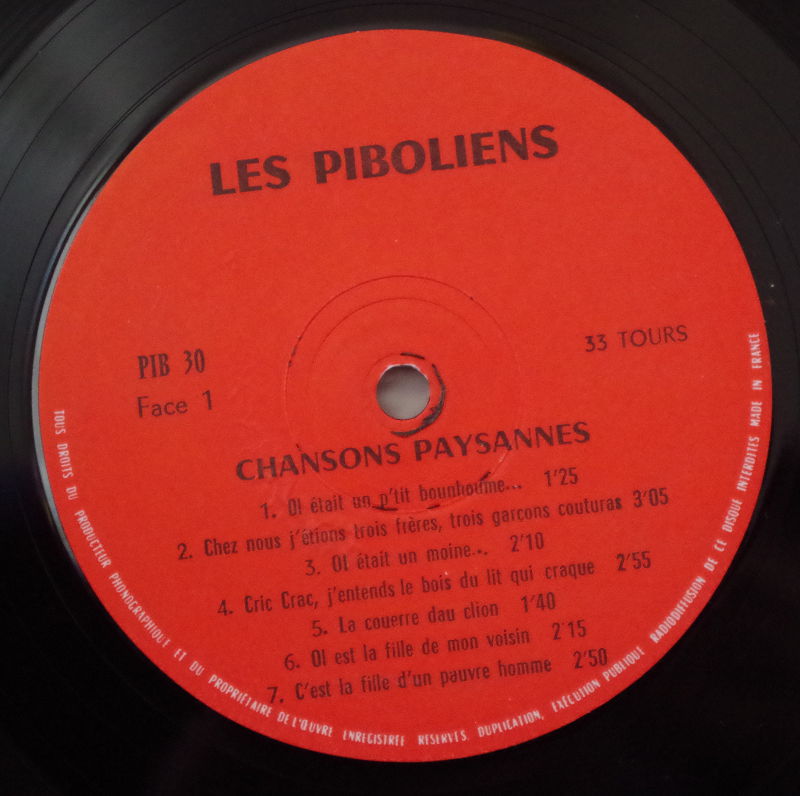 LES PIBOLIENS
33 TOURS
PIB 30
Face 1
CHANSONS PAYSANNES
1. Ol était un p'tit bounhoume... 1'25
2. Chez nous j'étions trois frères, trois garçons couturas 3'05
3. Ol était un moine... 2'10
4. Cric Crac, j'entends le bois du lit qui craque 2'55
5. La couerre dau clion 1'40
6. Ol est la fille de mon voisin 2'15
7. C'est la fille d'un pauvre homme 2'50
TOUS DROITS DU PRODUCTEUR PHONOGRAPHIQUE ET DU PROPRIÉTAIRE DE L'ŒUVRE ENREGISTRÉE RÉSERVÉS. DUPLICATION, EXÉCUTION PUBLIQUE RADIODIFFUSION DE CE DISQUE INTERDITES MADE IN FRANCE